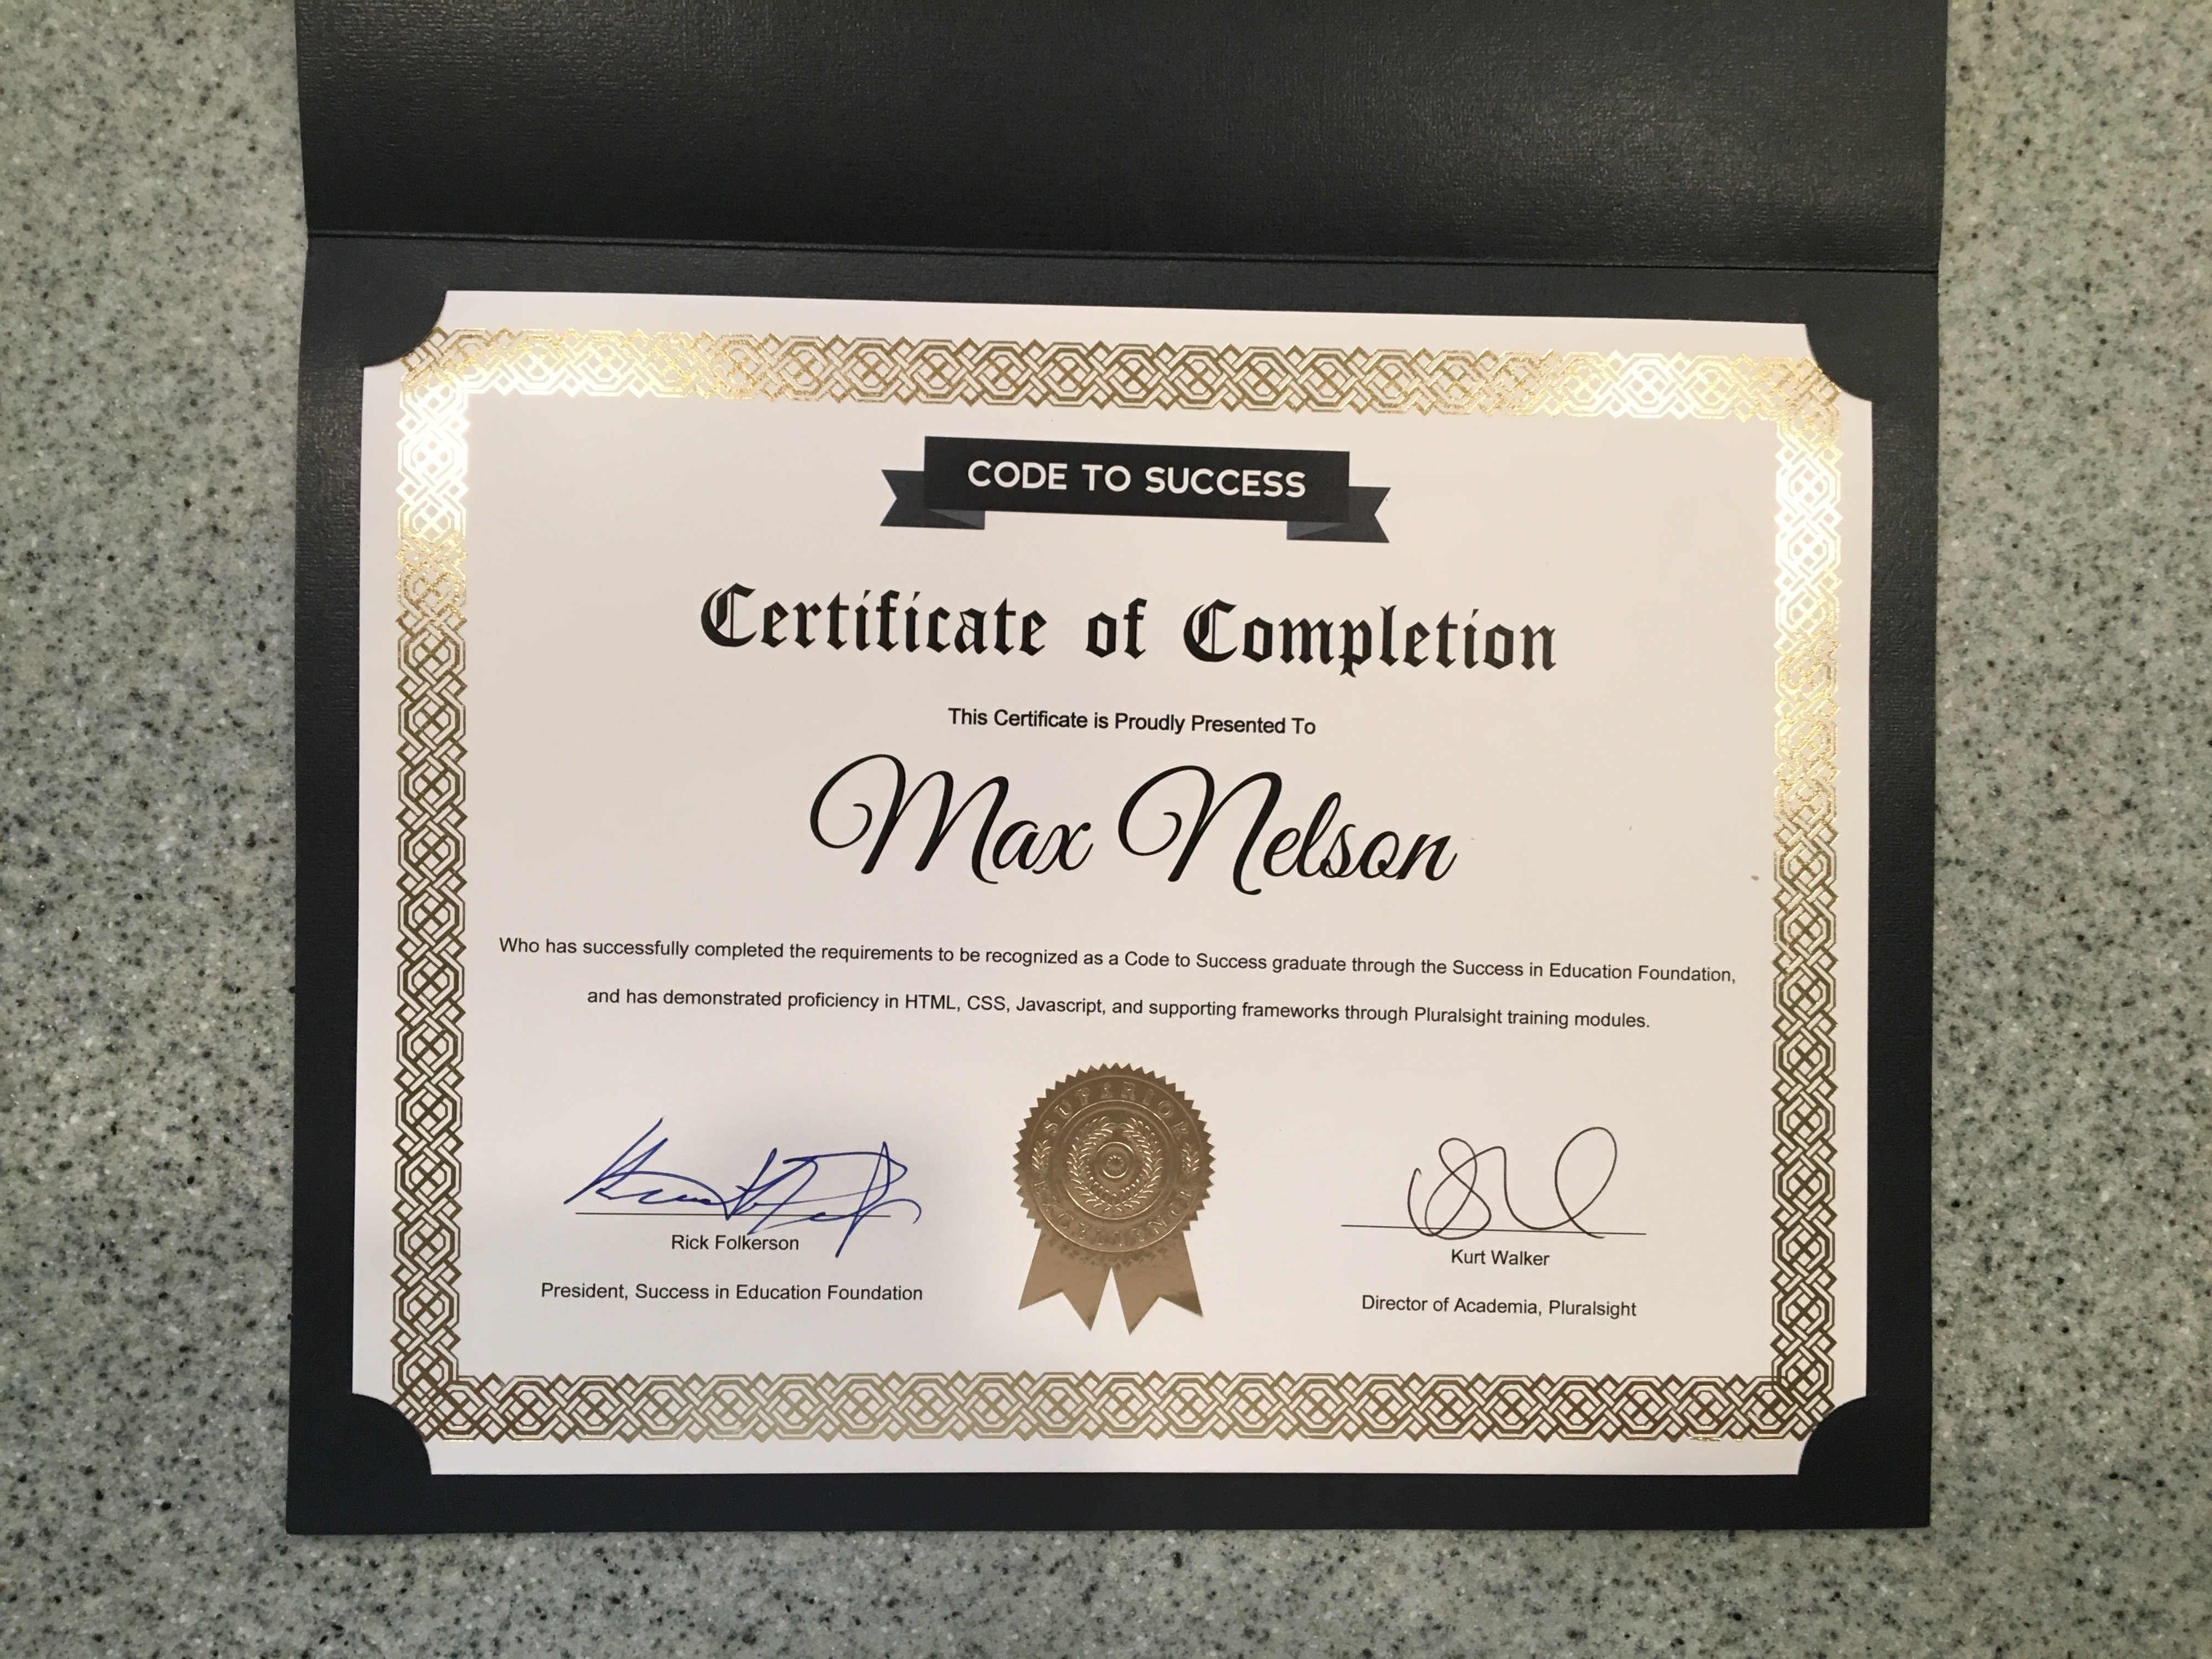 CODE TO SUCCESS
Certificate of Completion
This Certificate is Proudly Presented To
Max Nelson
Who has successfully completed the requirements to be recognized as a Code to Success graduate through the Success in Education Foundation,
and has demonstrated proficiency in HTML, CSS, Javascript, and supporting frameworks through Pluralsight training modules.
SUPERIOR
EXCELLENCE
Rick Folkerson
President, Success in Education Foundation
Kurt Walker
Director of Academia, Pluralsight